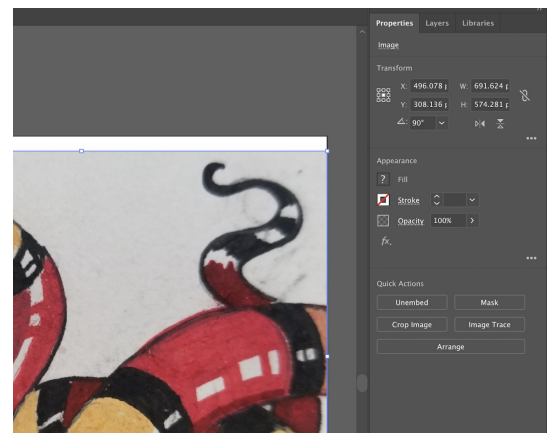 Properties Layers Libraries
Image
Transform
X: 496.078 p W: 691.624 p
Y: 308.136 p H: 574.281 p
90°
Appearance
? Fill
Stroke
Opacity 100%
fx.
Quick Actions
Unembed Mask
Crop Image Image Trace
Arrange